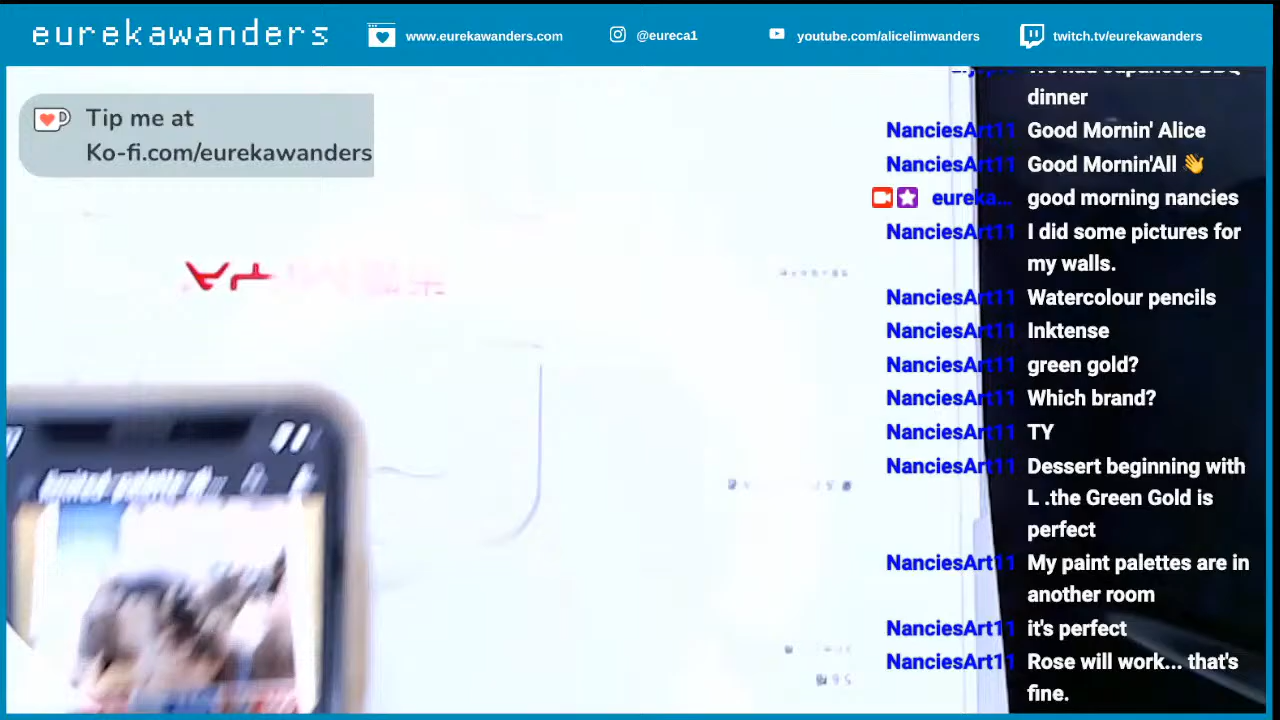 eurekawanders
www.eurekawanders.com
@eureca1
youtube.com/alicelimwanders
twitch.tv/eurekawanders
Tip me at
Ko-fi.com/eurekawanders
dinner
NanciesArt11 Good Mornin' Alice
NanciesArt11 Good Mornin'All 👋
eureka... good morning nancies
NanciesArt11 I did some pictures for
my walls.
NanciesArt11 Watercolour pencils
NanciesArt11 Inktense
NanciesArt11 green gold?
NanciesArt11 Which brand?
NanciesArt11 TY
NanciesArt11 Dessert beginning with
L .the Green Gold is
perfect
NanciesArt11 My paint palettes are in
another room
NanciesArt11 it's perfect
NanciesArt11 Rose will work... that's
fine.